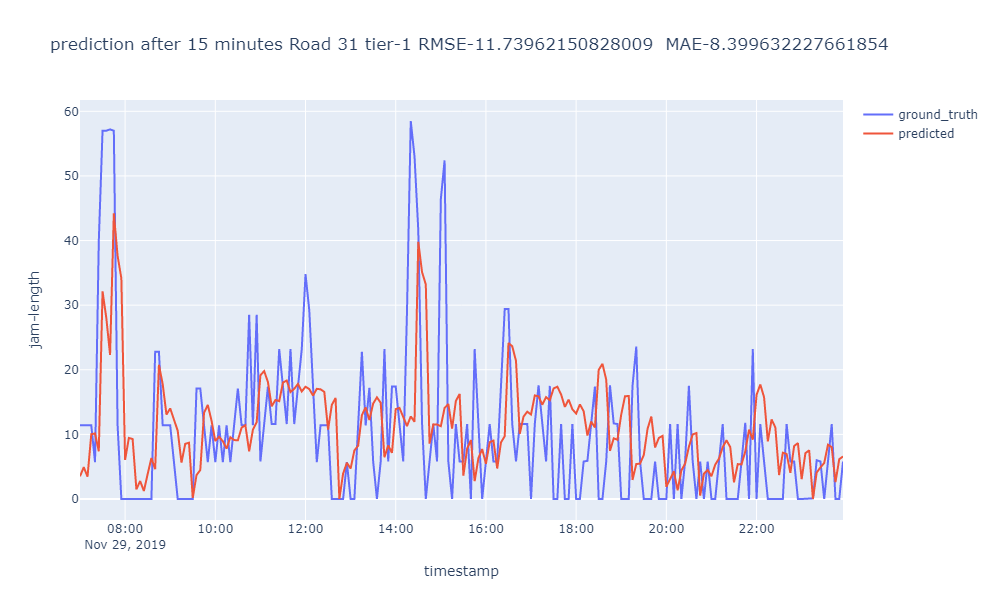 prediction after 15 minutes Road 31 tier-1 RMSE-11.73962150828009  MAE-8.399632227661854
ground_truth
predicted
60
50
40
30
20
10
0
jam-length
08:00 10:00 12:00 14:00 16:00 18:00 20:00 22:00
Nov 29, 2019
timestamp